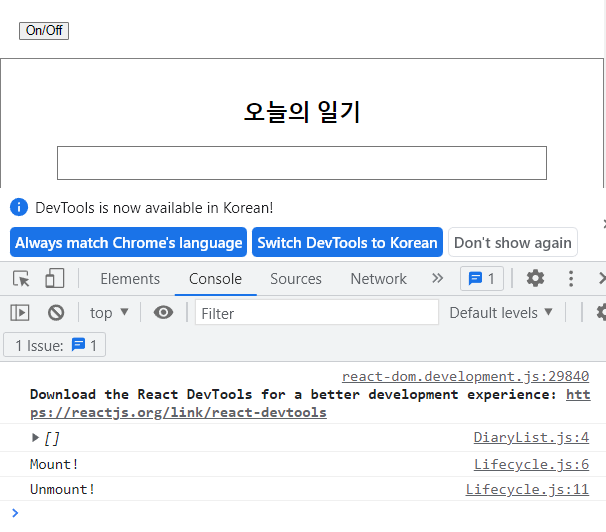 On/Off
오늘의 일기
DevTools is now available in Korean!
Always match Chrome's language Switch DevTools to Korean Don't show again
Elements Console Sources Network » 1
top ▼ Filter Default levels ▼
1 Issue: 1
react-dom.development.js:29840
Download the React DevTools for a better development experience: htt
ps://reactjs.org/link/react-devtools
▶ [] DiaryList.js:4
Mount! Lifecycle.js:6
Unmount! Lifecycle.js:11
>